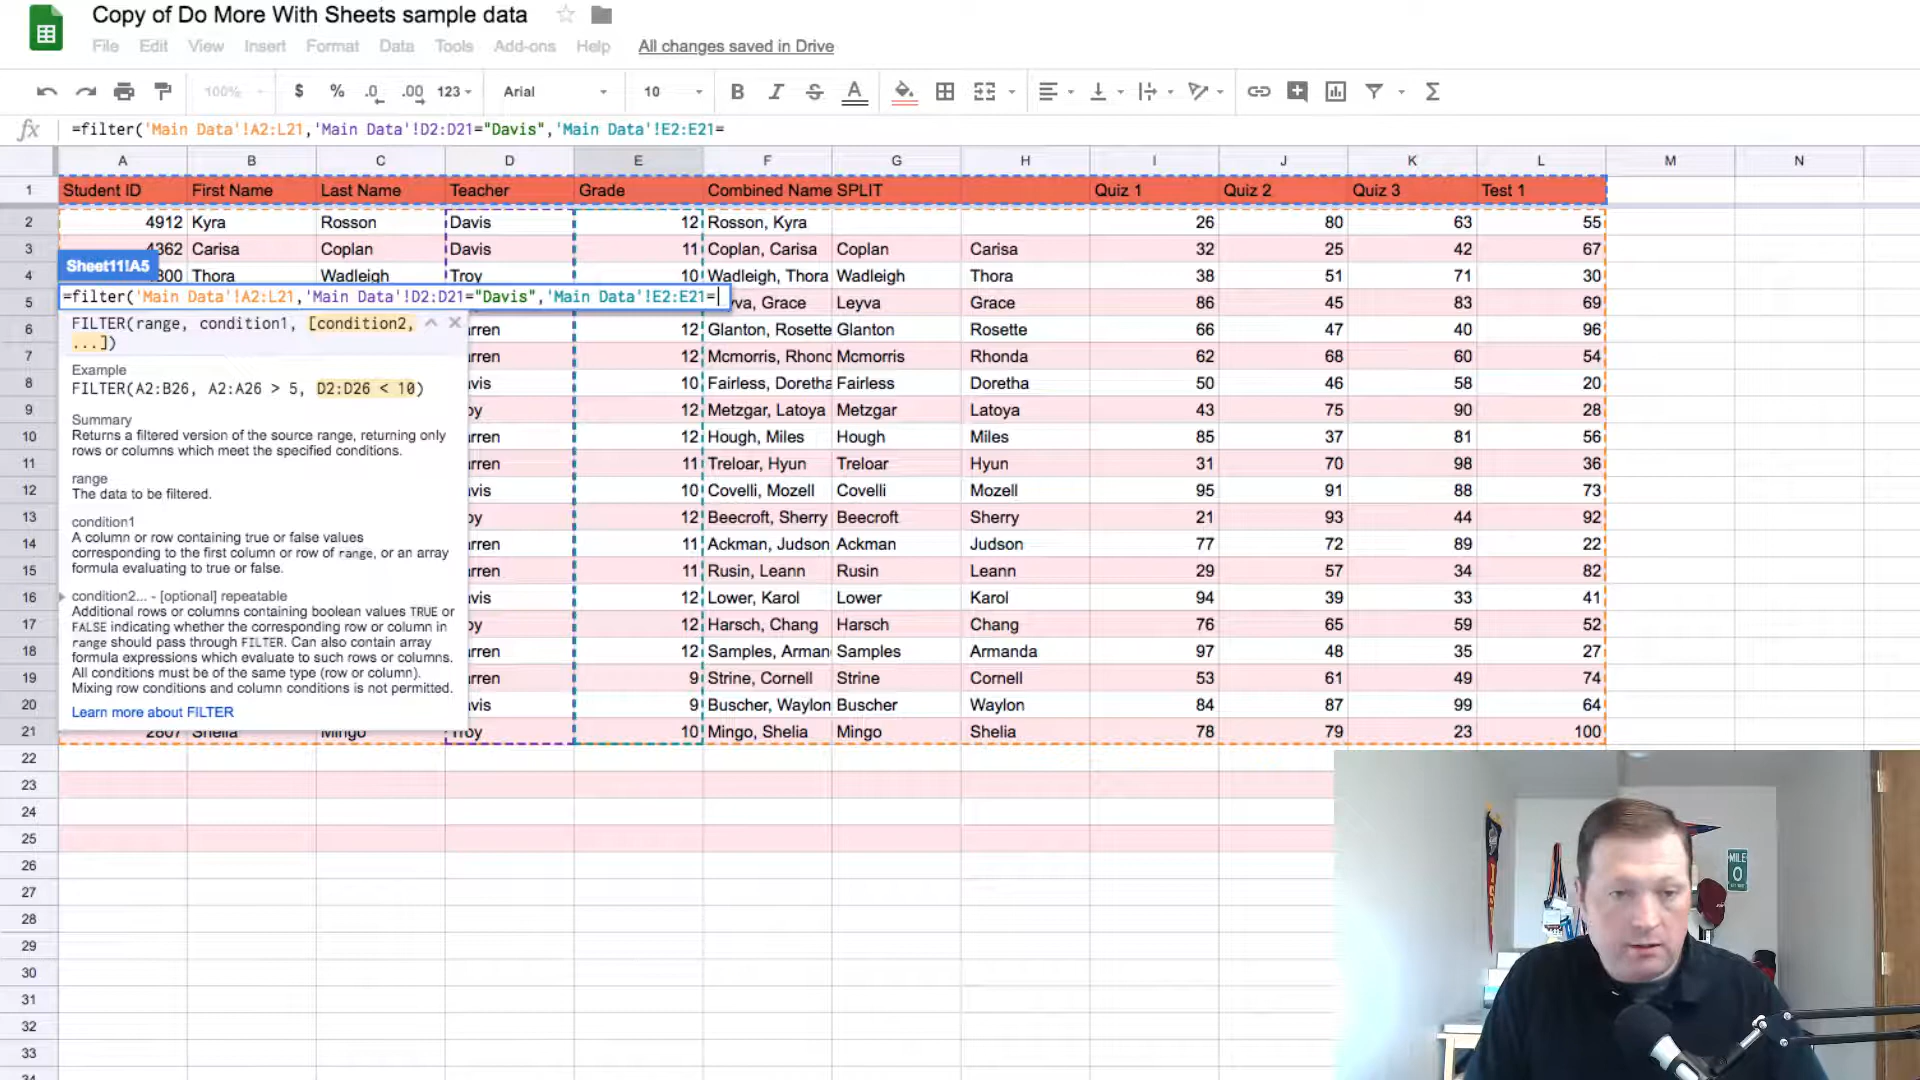 Copy of Do More With Sheets sample data
File Edit View Insert Format Data Tools Add-ons Help All changes saved in Drive
100% $ % .0 .00 123 Arial 10 B I S A
fx =filter('Main Data'!A2:L21,'Main Data'!D2:D21="Davis",'Main Data'!E2:E21=
A B C D E F G H I J K L M N
1 Student ID First Name Last Name Teacher Grade Combined Name SPLIT Quiz 1 Quiz 2 Quiz 3 Test 1
2 4912 Kyra Rosson Davis 12 Rosson, Kyra 26 80 63 55
3 4362 Carisa Coplan Davis 11 Coplan, Carisa Coplan Carisa 32 25 42 67
Sheet11!A5
4 300 Thora Wadleigh Troy 10 Wadleigh, Thora Wadleigh Thora 38 51 71 30
=filter('Main Data'!A2:L21,'Main Data'!D2:D21="Davis",'Main Data'!E2:E21=
5 yva, Grace Leyva Grace 86 45 83 69
FILTER(range, condition1, [condition2,
...])
6 rren 12 Glanton, Rosette Glanton Rosette 66 47 40 96
7 rren 12 Mcmorris, Rhond Mcmorris Rhonda 62 68 60 54
Example
FILTER(A2:B26, A2:A26 > 5, D2:D26 < 10)
8 vis 10 Fairless, Doretha Fairless Doretha 50 46 58 20
9 oy 12 Metzgar, Latoya Metzgar Latoya 43 75 90 28
Summary
Returns a filtered version of the source range, returning only
rows or columns which meet the specified conditions.
10 rren 12 Hough, Miles Hough Miles 85 37 81 56
11 rren 11 Treloar, Hyun Treloar Hyun 31 70 98 36
range
The data to be filtered.
12 vis 10 Covelli, Mozell Covelli Mozell 95 91 88 73
13 oy 12 Beecroft, Sherry Beecroft Sherry 21 93 44 92
condition1
A column or row containing true or false values
corresponding to the first column or row of range, or an array
formula evaluating to true or false.
14 rren 11 Ackman, Judson Ackman Judson 77 72 89 22
15 rren 11 Rusin, Leann Rusin Leann 29 57 34 82
16 vis 12 Lower, Karol Lower Karol 94 39 33 41
condition2... - [optional] repeatable
Additional rows or columns containing boolean values TRUE or
FALSE indicating whether the corresponding row or column in
range should pass through FILTER. Can also contain array
formula expressions which evaluate to such rows or columns.
All conditions must be of the same type (row or column).
Mixing row conditions and column conditions is not permitted.
17 oy 12 Harsch, Chang Harsch Chang 76 65 59 52
18 rren 12 Samples, Arman Samples Armanda 97 48 35 27
19 rren 9 Strine, Cornell Strine Cornell 53 61 49 74
20 vis 9 Buscher, Waylon Buscher Waylon 84 87 99 64
Learn more about FILTER
21 2807 Shelia Mingo Troy 10 Mingo, Shelia Mingo Shelia 78 79 23 100
22
23
24
25
26
27
28
29
30
31
32
33
34
MILE
0